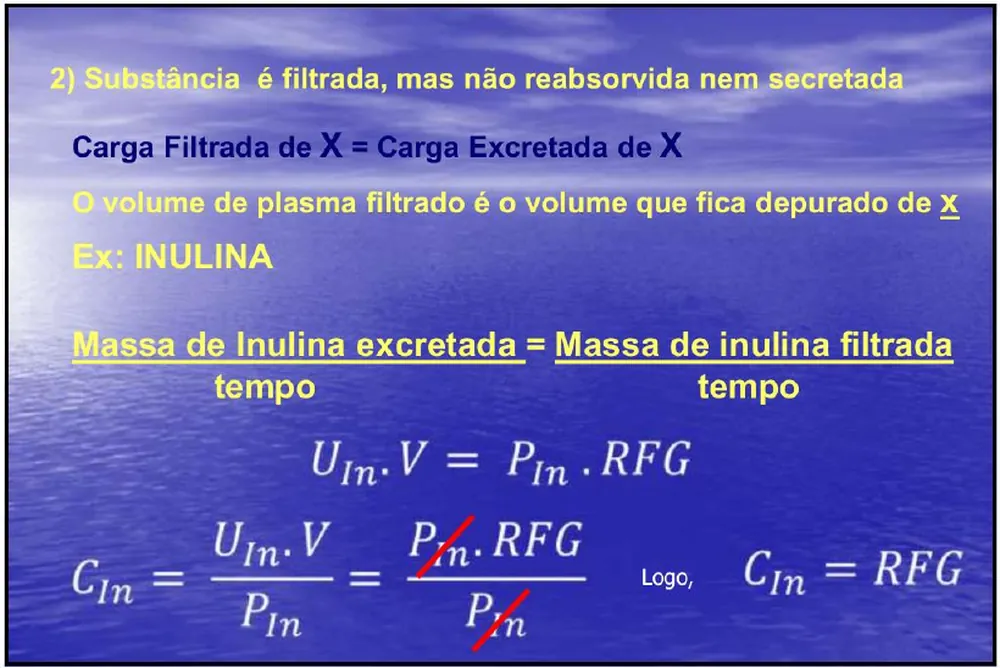 2) Substância é filtrada, mas não reabsorvida nem secretada
Carga Filtrada de X = Carga Excretada de X
O volume de plasma filtrado é o volume que fica depurado de x
Ex: INULINA
Massa de Inulina excretada = Massa de inulina filtrada
tempo tempo
U_In . V = P_In . RFG
C_In = U_In . V / P_In = P_In . RFG / P_In Logo, C_In = RFG